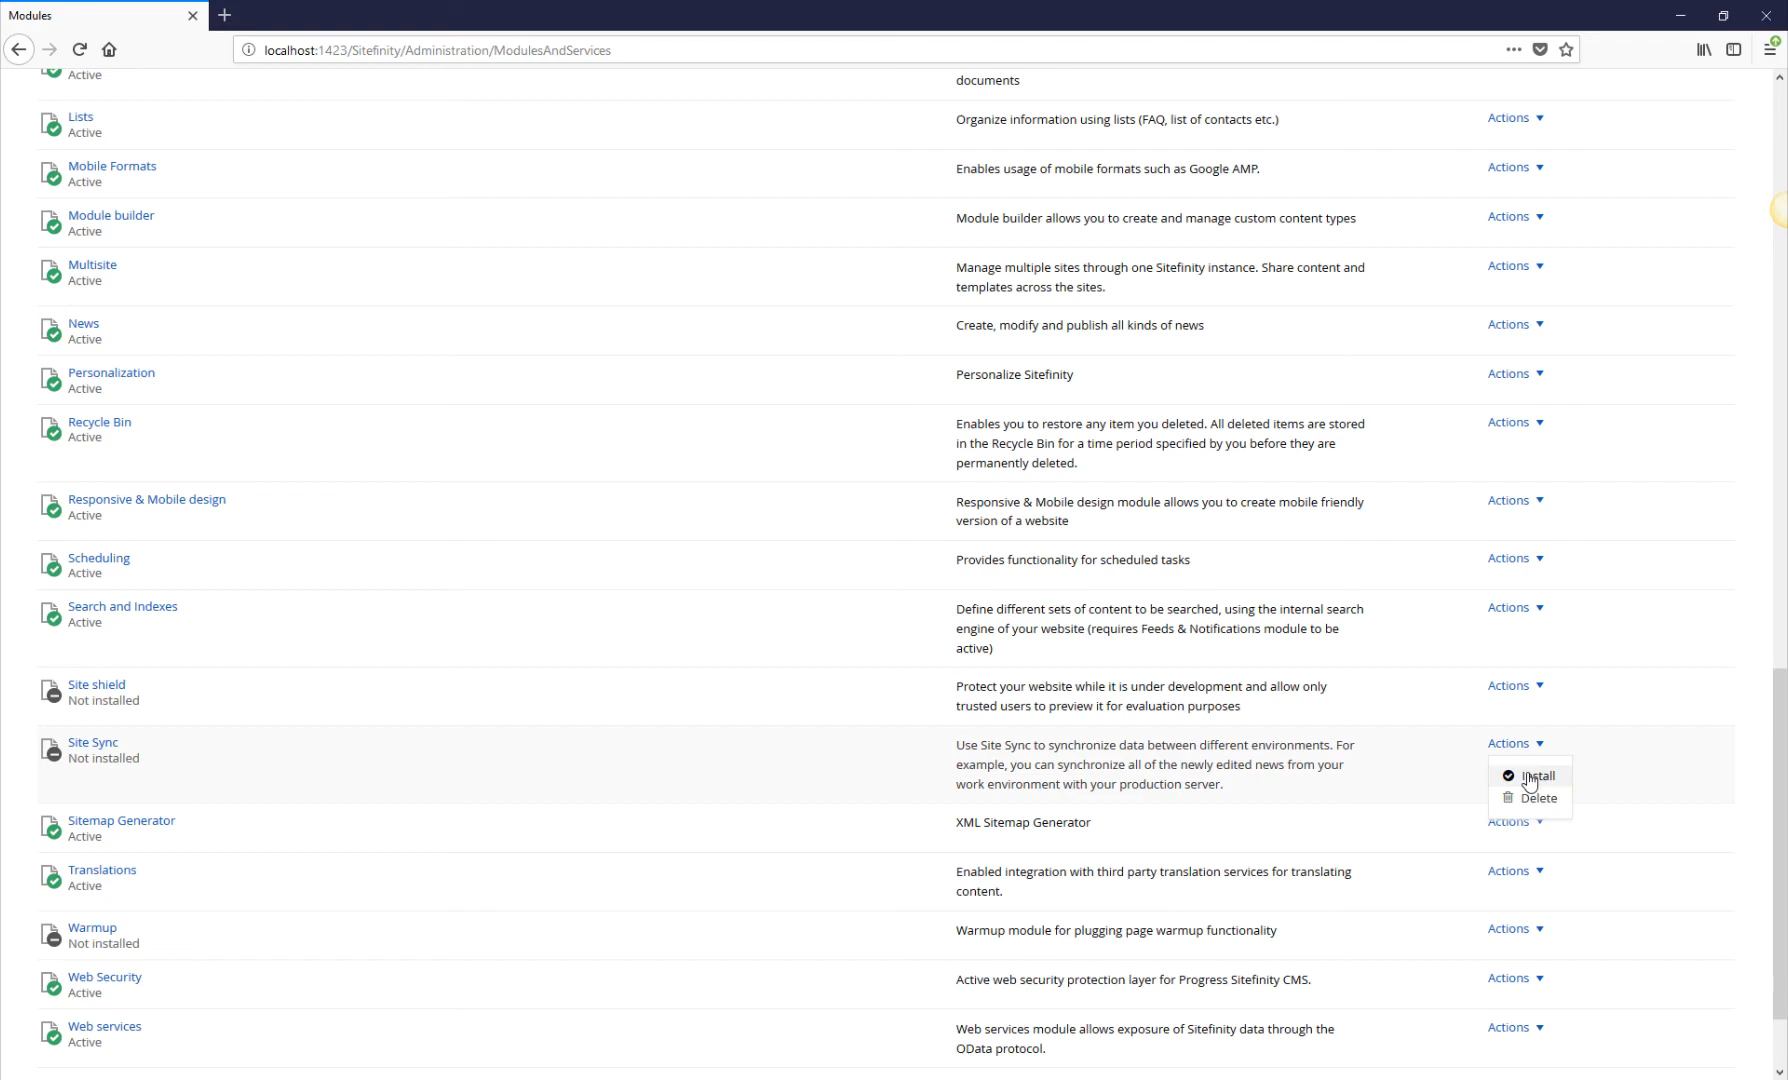 Modules
localhost:1423/Sitefinity/Administration/ModulesAndServices
Active
documents
Lists
Active
Organize information using lists (FAQ, list of contacts etc.)
Actions
Mobile Formats
Active
Enables usage of mobile formats such as Google AMP.
Actions
Module builder
Active
Module builder allows you to create and manage custom content types
Actions
Multisite
Active
Manage multiple sites through one Sitefinity instance. Share content and
templates across the sites.
Actions
News
Active
Create, modify and publish all kinds of news
Actions
Personalization
Active
Personalize Sitefinity
Actions
Recycle Bin
Active
Enables you to restore any item you deleted. All deleted items are stored
in the Recycle Bin for a time period specified by you before they are
permanently deleted.
Actions
Responsive & Mobile design
Active
Responsive & Mobile design module allows you to create mobile friendly
version of a website
Actions
Scheduling
Active
Provides functionality for scheduled tasks
Actions
Search and Indexes
Active
Define different sets of content to be searched, using the internal search
engine of your website (requires Feeds & Notifications module to be
active)
Actions
Site shield
Not installed
Protect your website while it is under development and allow only
trusted users to preview it for evaluation purposes
Actions
Site Sync
Not installed
Use Site Sync to synchronize data between different environments. For
example, you can synchronize all of the newly edited news from your
work environment with your production server.
Actions
Install
Delete
Sitemap Generator
Active
XML Sitemap Generator
Actions
Translations
Active
Enabled integration with third party translation services for translating
content.
Actions
Warmup
Not installed
Warmup module for plugging page warmup functionality
Actions
Web Security
Active
Active web security protection layer for Progress Sitefinity CMS.
Actions
Web services
Active
Web services module allows exposure of Sitefinity data through the
OData protocol.
Actions